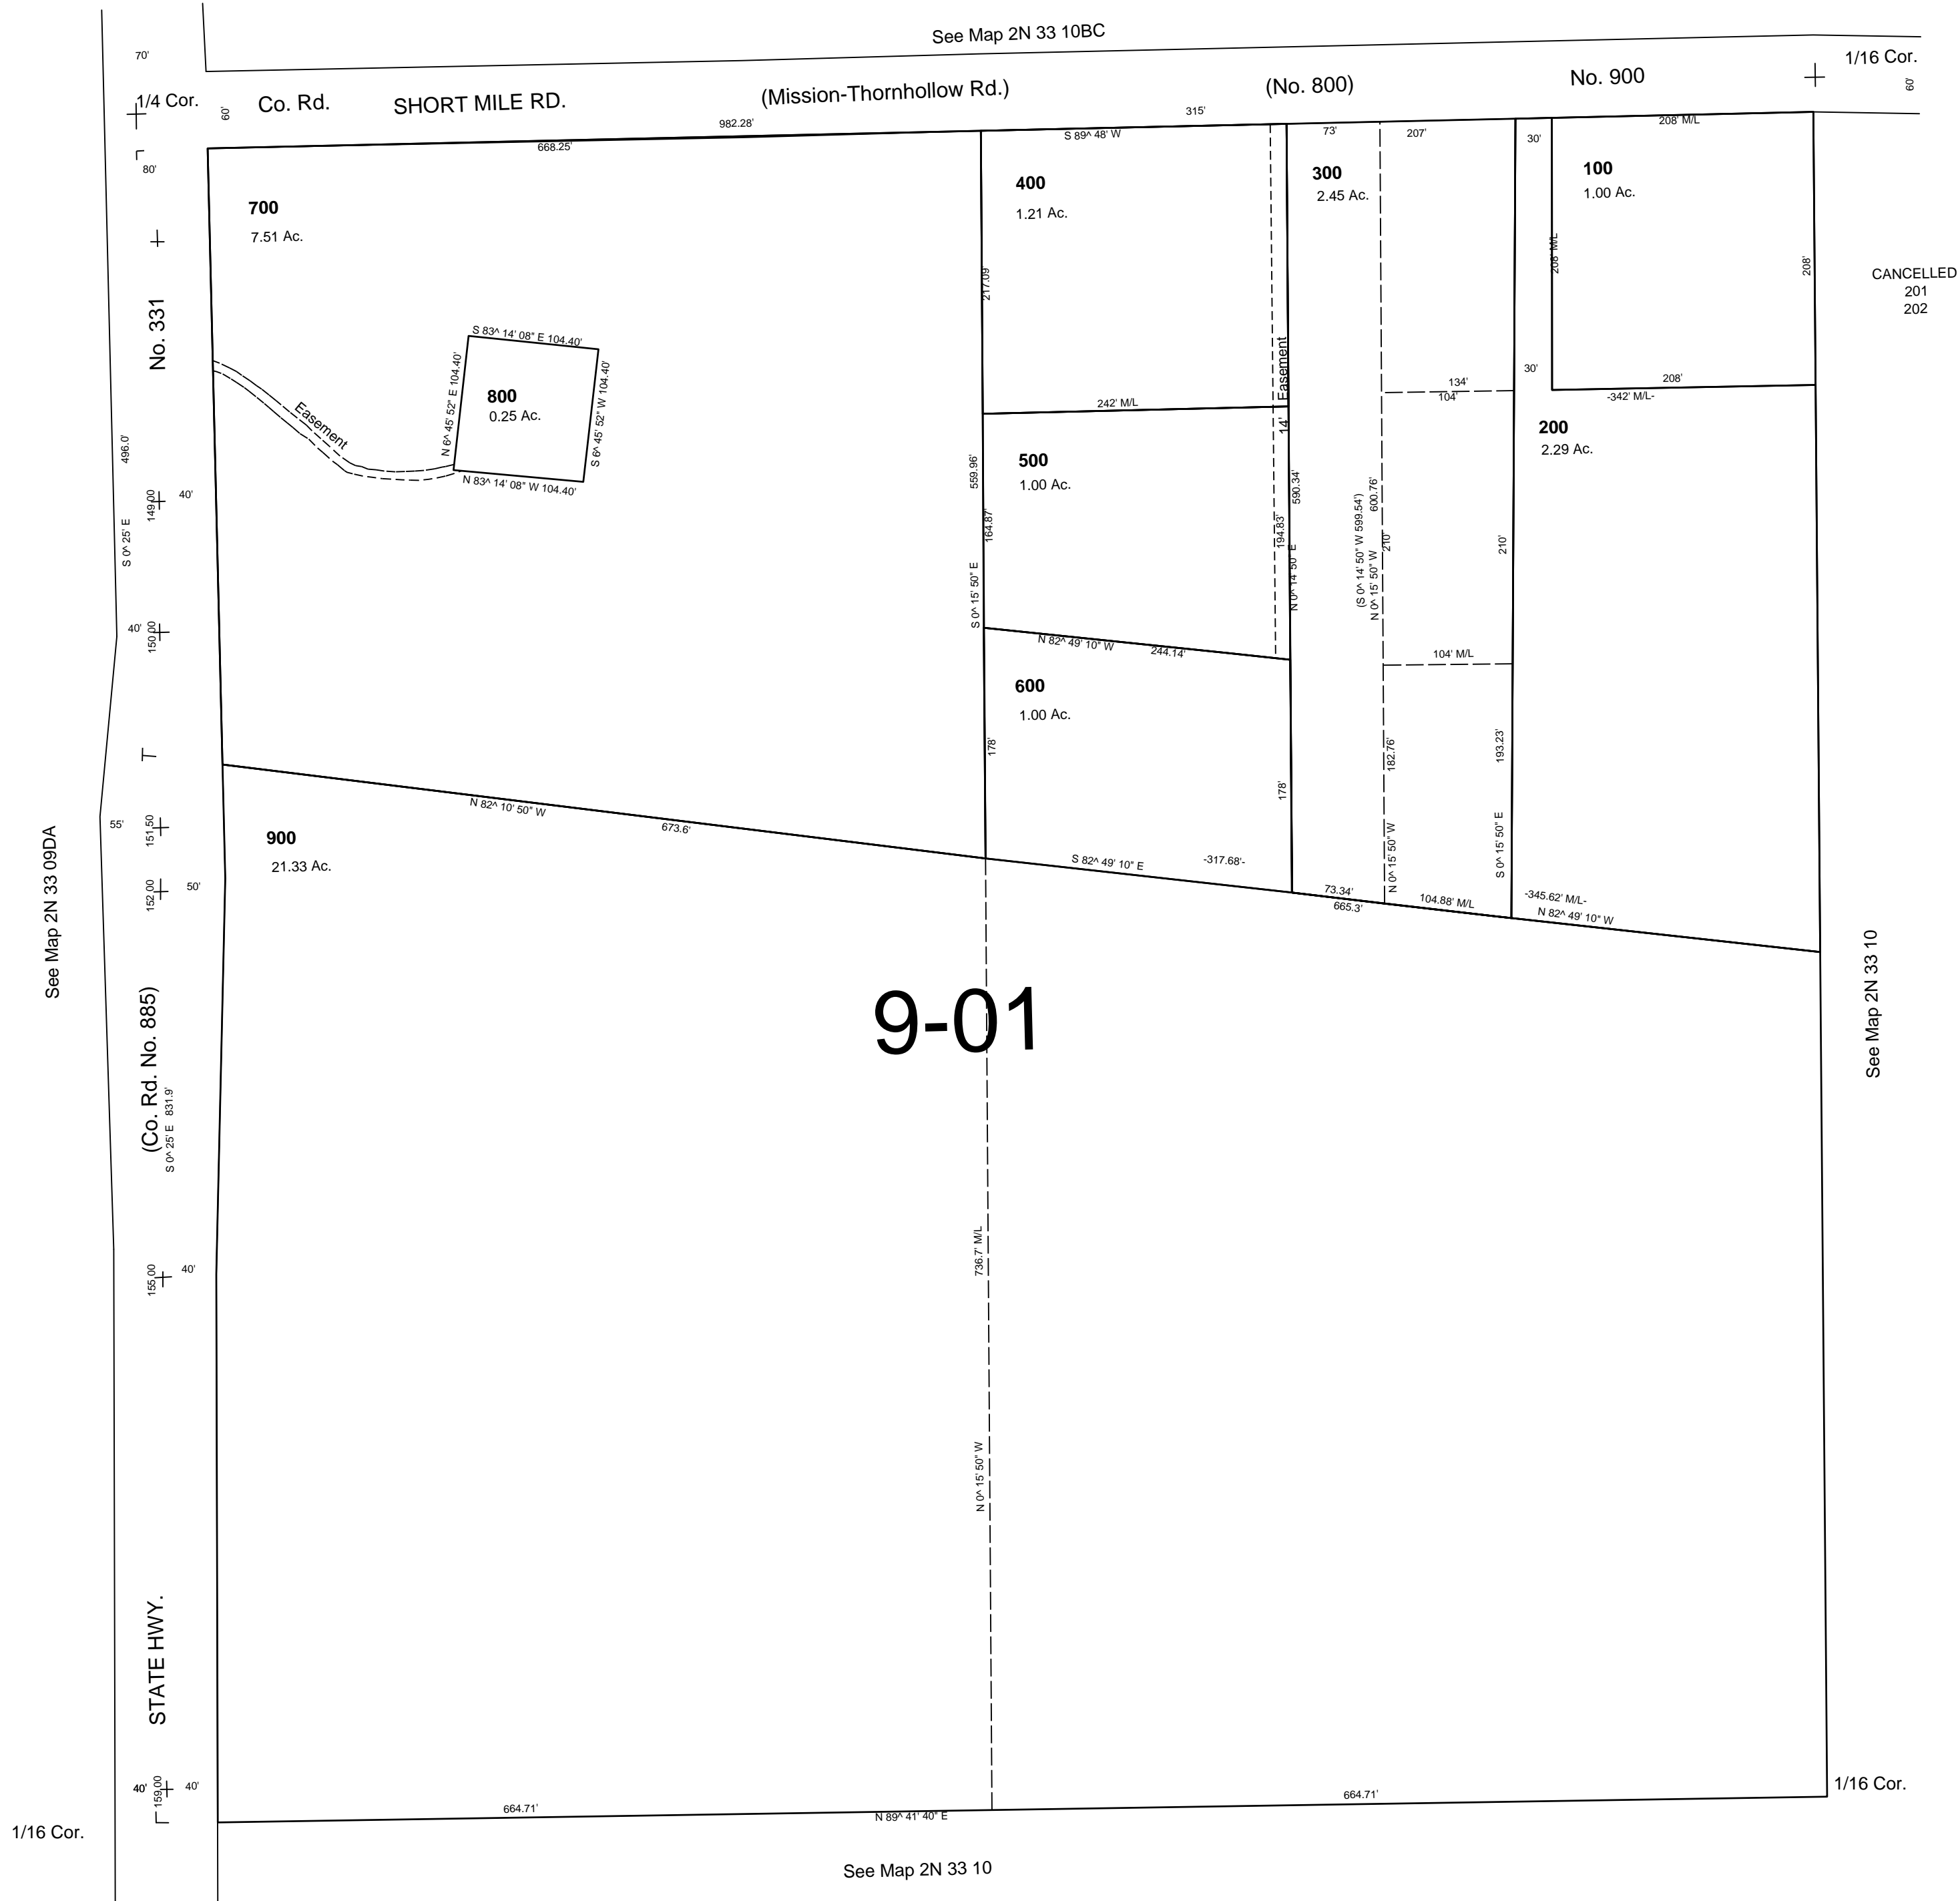 See Map 2N 33 10BC
70'
1/16 Cor.
1/4 Cor.
60'
Co. Rd.
SHORT MILE RD.
(Mission-Thornhollow Rd.)
(No. 800)
No. 900
60'
80'
982.28'
668.25'
315'
S 89^ 48' W
73'
207'
30'
208' M/L
700
7.51 Ac.
400
1.21 Ac.
300
2.45 Ac.
100
1.00 Ac.
217.09
208' M/L
208'
CANCELLED
201
202
No. 331
S 83^ 14' 08" E 104.40'
N 6^ 45' 52" E 104.40'
S 6^ 45' 52" W 104.40'
N 83^ 14' 08" W 104.40'
800
0.25 Ac.
Easement
14' Easement
242' M/L
134'
104'
30'
208'
-342' M/L-
200
2.29 Ac.
496.0'
S 0^ 25' E
149.00
40'
40'
150.00
500
1.00 Ac.
559.96'
164.87'
S 0^ 15' 50" E
194.83'
590.34'
N 0^ 14' 50" E
(S 0^ 14' 50" W 599.54')
N 0^ 15' 50" W 600.76'
210'
210'
N 82^ 49' 10" W
244.14'
104' M/L
600
1.00 Ac.
178'
178'
182.76'
193.23'
N 0^ 15' 50" W
S 0^ 15' 50" E
N 82^ 10' 50" W
673.6'
S 82^ 49' 10" E
-317.68'-
73.34'
665.3'
104.88' M/L
-345.62' M/L-
N 82^ 49' 10" W
55'
151.50
152.00
50'
900
21.33 Ac.
See Map 2N 33 09DA
See Map 2N 33 10
9-01
(Co. Rd. No. 885)
S 0^ 25' E 831.9'
155.00
40'
736.7' M/L
N 0^ 15' 50" W
STATE HWY.
40'
159.00
40'
664.71'
664.71'
N 89^ 41' 40" E
1/16 Cor.
1/16 Cor.
See Map 2N 33 10